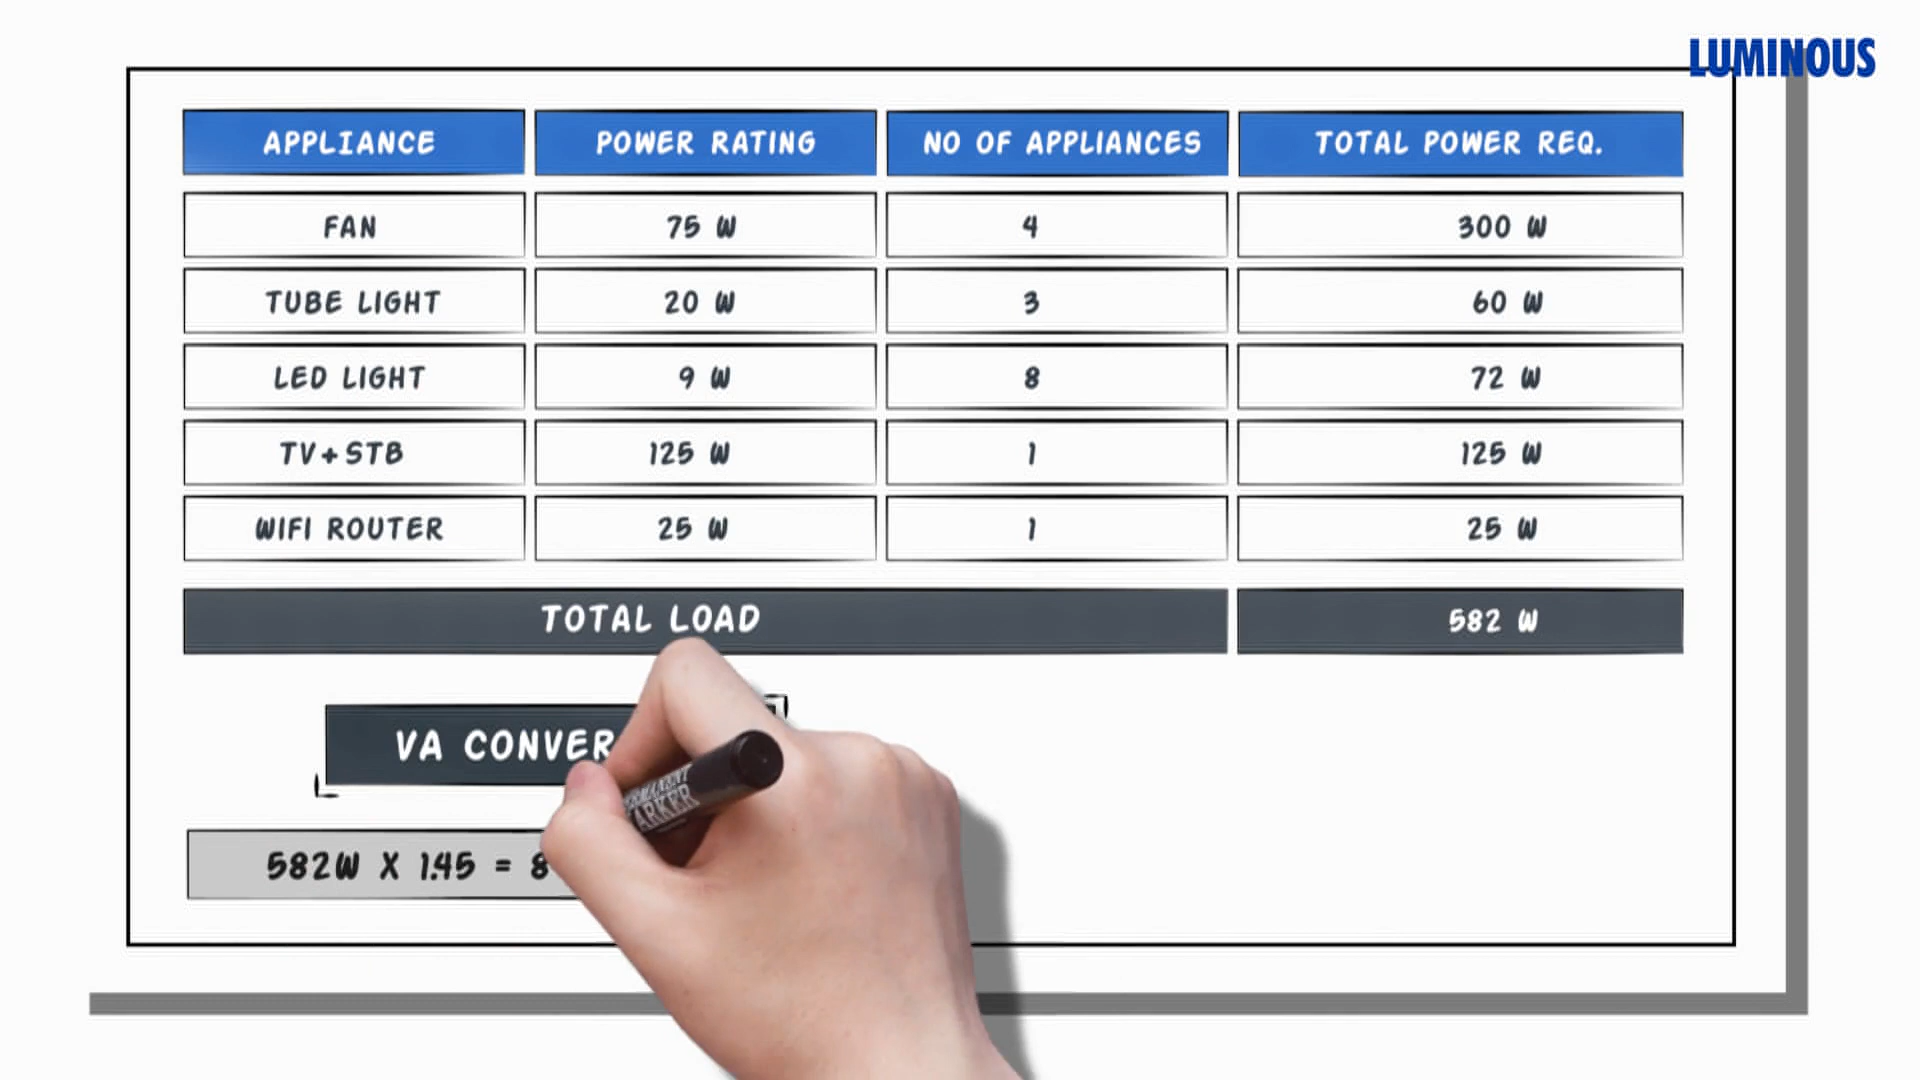 LUMINOUS
APPLIANCE POWER RATING NO OF APPLIANCES TOTAL POWER REQ.
FAN 75 W 4 300 W
TUBE LIGHT 20 W 3 60 W
LED LIGHT 9 W 8 72 W
TV+STB 125 W 1 125 W
WIFI ROUTER 25 W 1 25 W
TOTAL LOAD 582 W
VA CONVER
ARKER
582W X 1.45 = 8